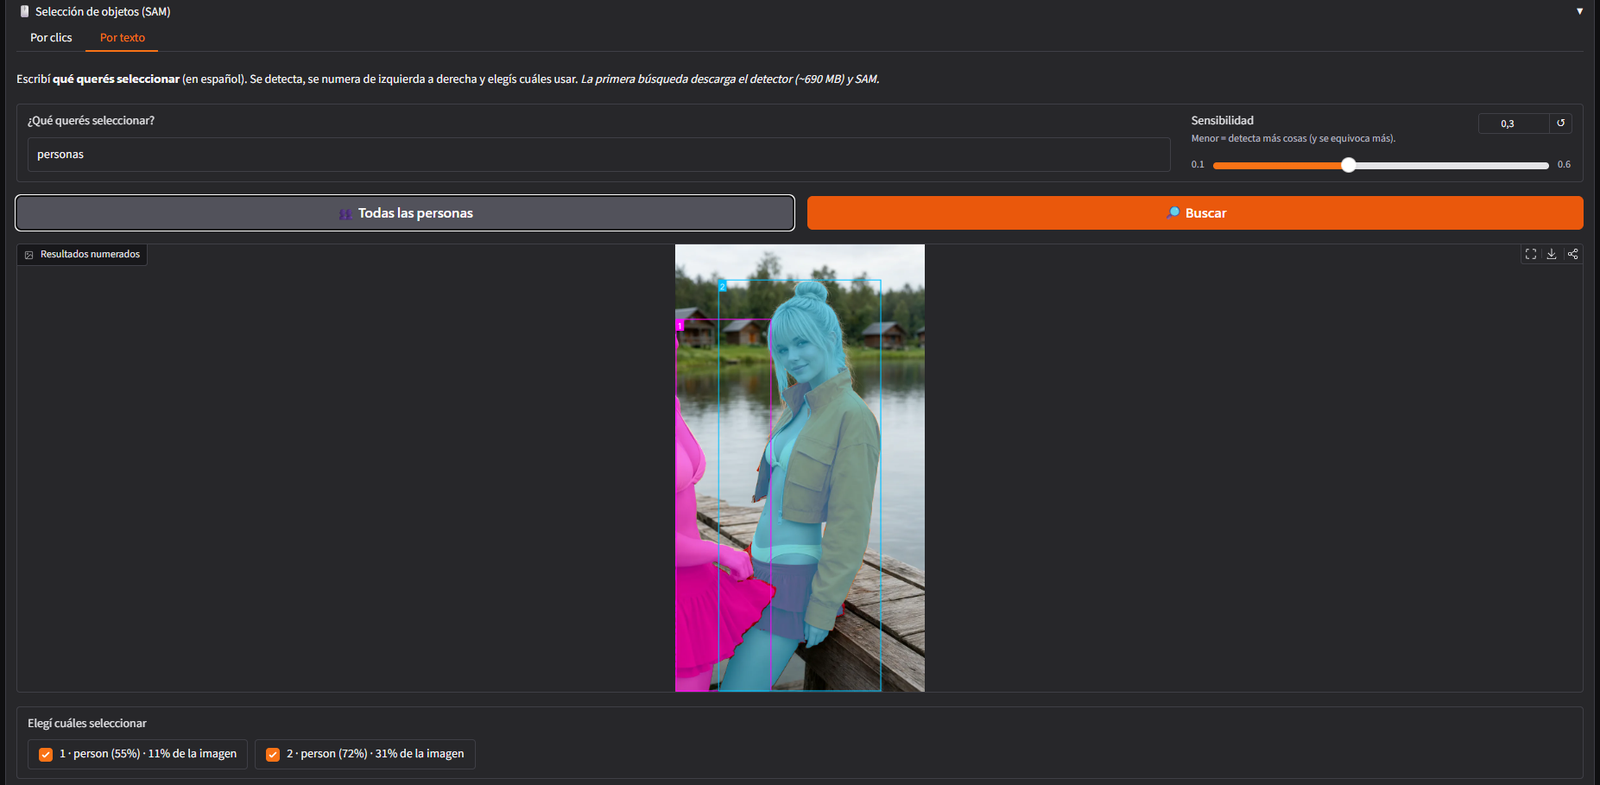 Selección de objetos (SAM)
Por clics
Por texto
Escribí qué querés seleccionar (en español). Se detecta, se numera de izquierda a derecha y elegís cuáles usar. La primera búsqueda descarga el detector (~690 MB) y SAM.
¿Qué querés seleccionar?
personas
Sensibilidad
0,3
Menor = detecta más cosas (y se equivoca más).
0.1
0.6
Todas las personas
Buscar
Resultados numerados
2
1
Elegí cuáles seleccionar
1 · person (55%) · 11% de la imagen
2 · person (72%) · 31% de la imagen